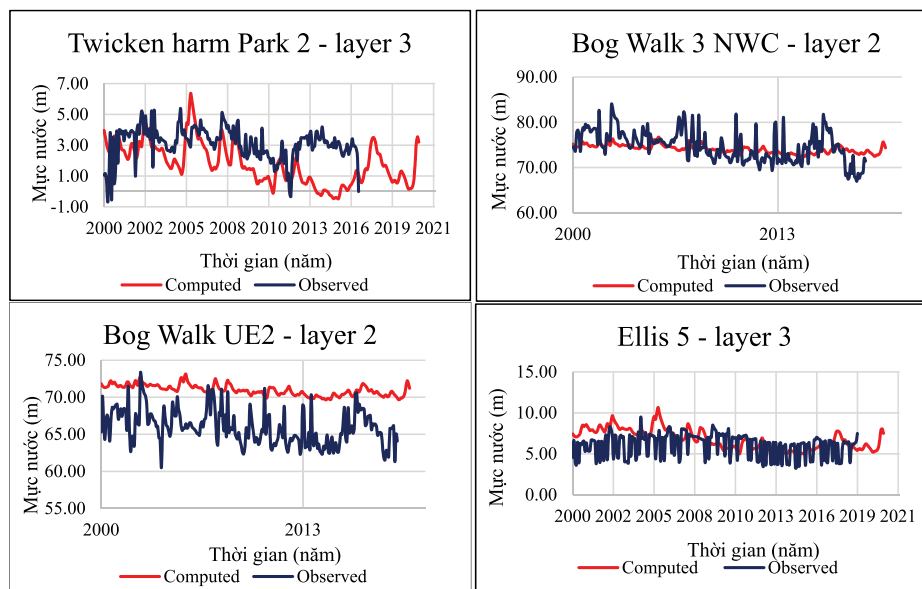 Twicken harm Park 2 - layer 3
Mực nước (m)
7.00
5.00
3.00
1.00
-1.00
2000 2002 2005 2008 2010 2013 2016 2019 2021
Thời gian (năm)
Computed Observed
Bog Walk 3 NWC - layer 2
Mực nước (m)
90.00
80.00
70.00
60.00
2000 2013
Thời gian (năm)
Computed Observed
Bog Walk UE2 - layer 2
Mực nước (m)
75.00
70.00
65.00
60.00
55.00
2000 2013
Thời gian (năm)
Computed Observed
Ellis 5 - layer 3
Mực nước (m)
15.00
10.00
5.00
0.00
2000 2002 2005 2008 2010 2013 2016 2019 2021
Thời gian (năm)
Computed Observed